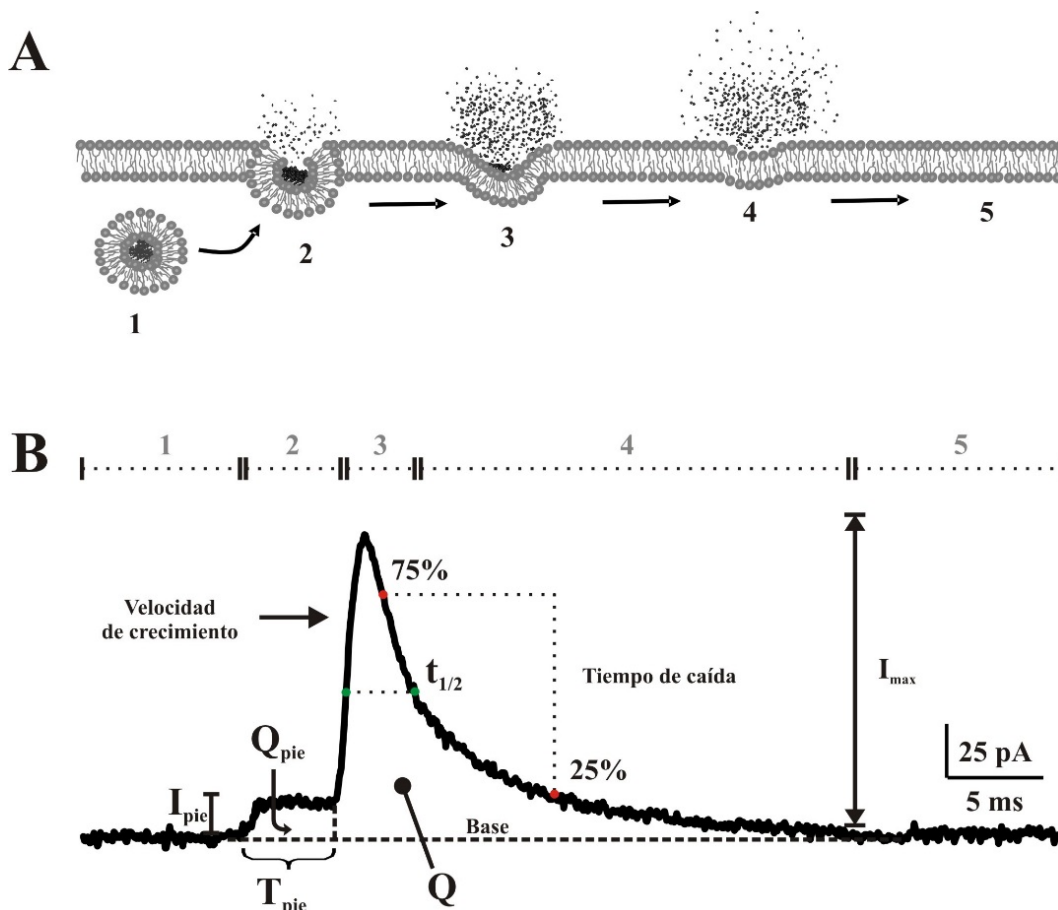 A
1
2
3
4
5
B
1 2 3 4 5
75%
Velocidad
de crecimiento
t1/2
Tiempo de caída
Imax
Qpie
25 pA
5 ms
25%
Ipie
Base
Tpie
Q